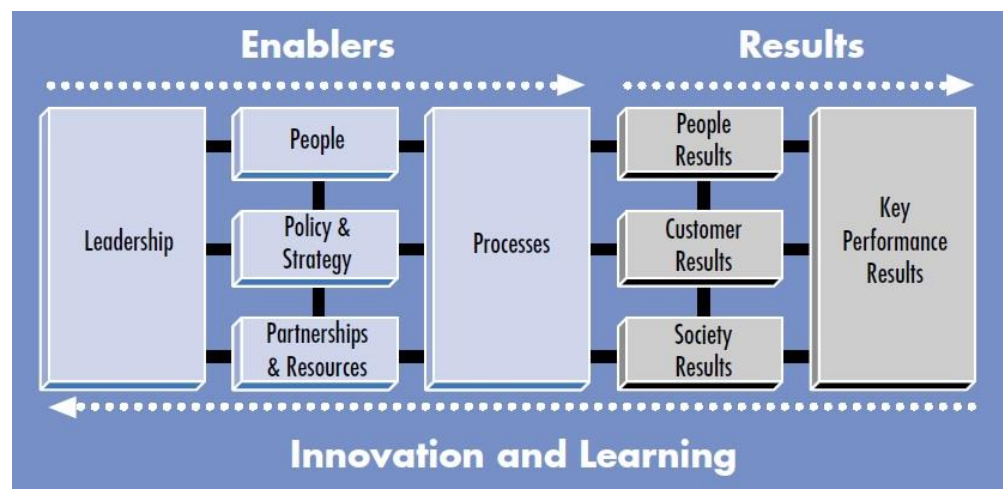 Enablers
Results
People
People
Results
Leadership
Policy &
Strategy
Processes
Customer
Results
Key
Performance
Results
Partnerships
& Resources
Society
Results
Innovation and Learning